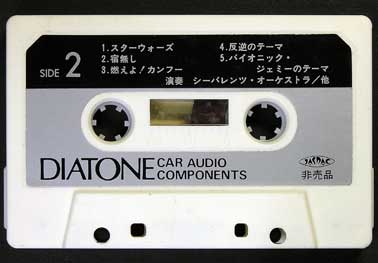 SIDE 2
1.スターウォーズ
2.宿無し
3.燃えよ!カンフー
4.反逆のテーマ
5.バイオニック・
ジェミーのテーマ
演奏 シーバレンツ・オーケストラ/他
DIATONE CAR AUDIO
COMPONENTS
非売品